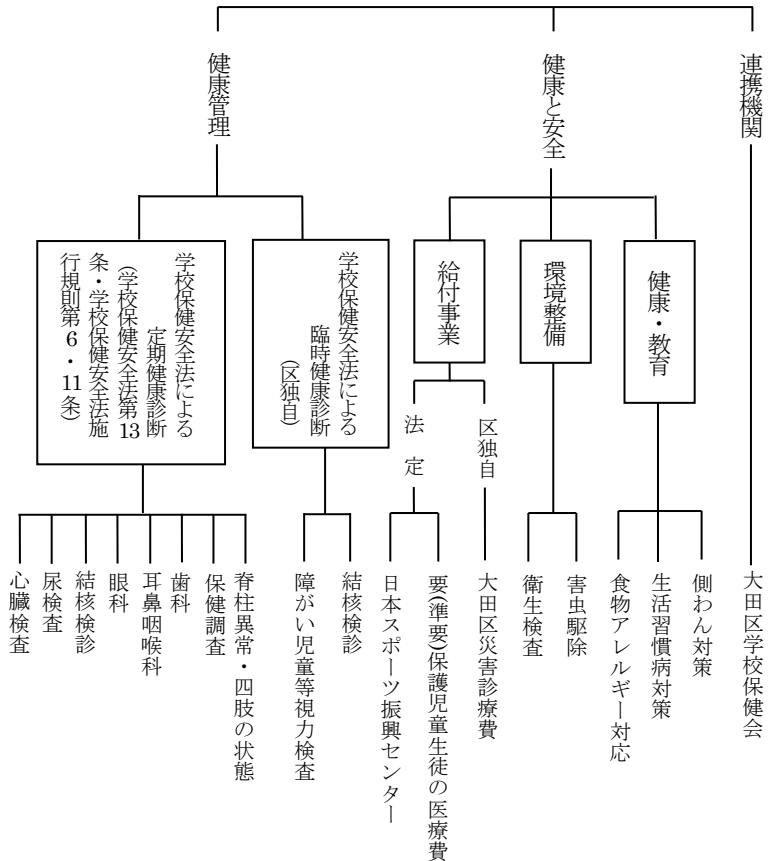 連携機関
健康と安全
健康管理
健康・教育
環境整備
給付事業
学校保健安全法による
臨時健康診断
(区独自)
学校保健安全法による
定期健康診断
(学校保健安全法第13
条・学校保健安全法施
行規則第6・11条)
区独自
法定
大田区学校保健会
側わん対策
生活習慣病対策
食物アレルギー対応
害虫駆除
衛生検査
大田区災害診療費
要(準要)保護児童生徒の医療費
日本スポーツ振興センター
結核検診
障がい児童等視力検査
脊柱異常・四肢の状態
保健調査
歯科
耳鼻咽喉科
眼科
結核検診
尿検査
心臓検査